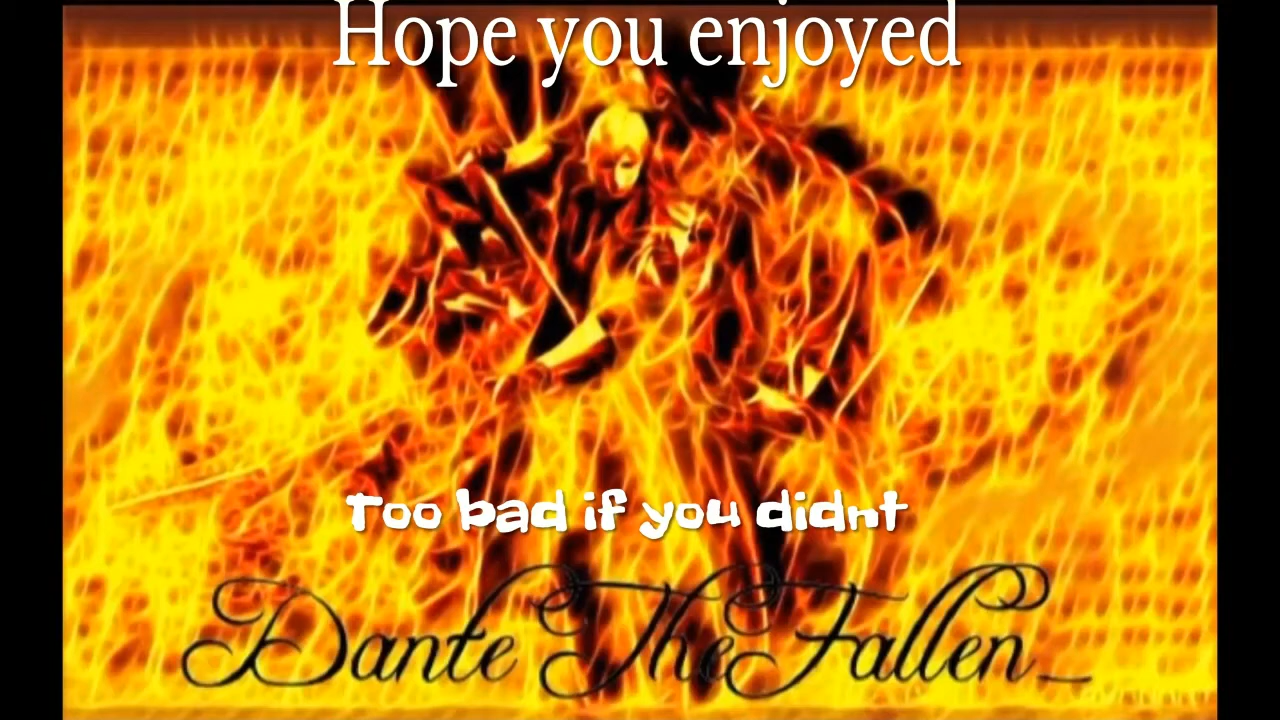 Hope you enjoyed
Too bad if you didnt
Dante The Fallen_